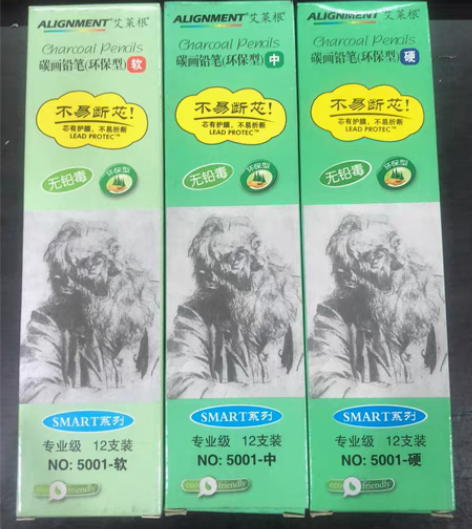 ALIGNMENT 艾莱根
Charcoal Pencils
碳画铅笔(环保型) 软
不易断芯!
芯有护膜，不易折断
LEAD PROTEC™
无铅毒
环保型
SMART系列
专业级 12支装
NO: 5001-软
eco friendly
ALIGNMENT 艾莱根
Charcoal Pencils
碳画铅笔(环保型) 中
不易断芯!
芯有护膜，不易折断
LEAD PROTEC™
无铅毒
环保型
SMART系列
专业级 12支装
NO: 5001-中
eco friendly
ALIGNMENT 艾莱根
Charcoal Pencils
碳画铅笔(环保型) 硬
不易断芯!
芯有护膜，不易折断
LEAD PROTEC™
无铅毒
环保型
SMART系列
专业级 12支装
NO: 5001-硬
eco friendly